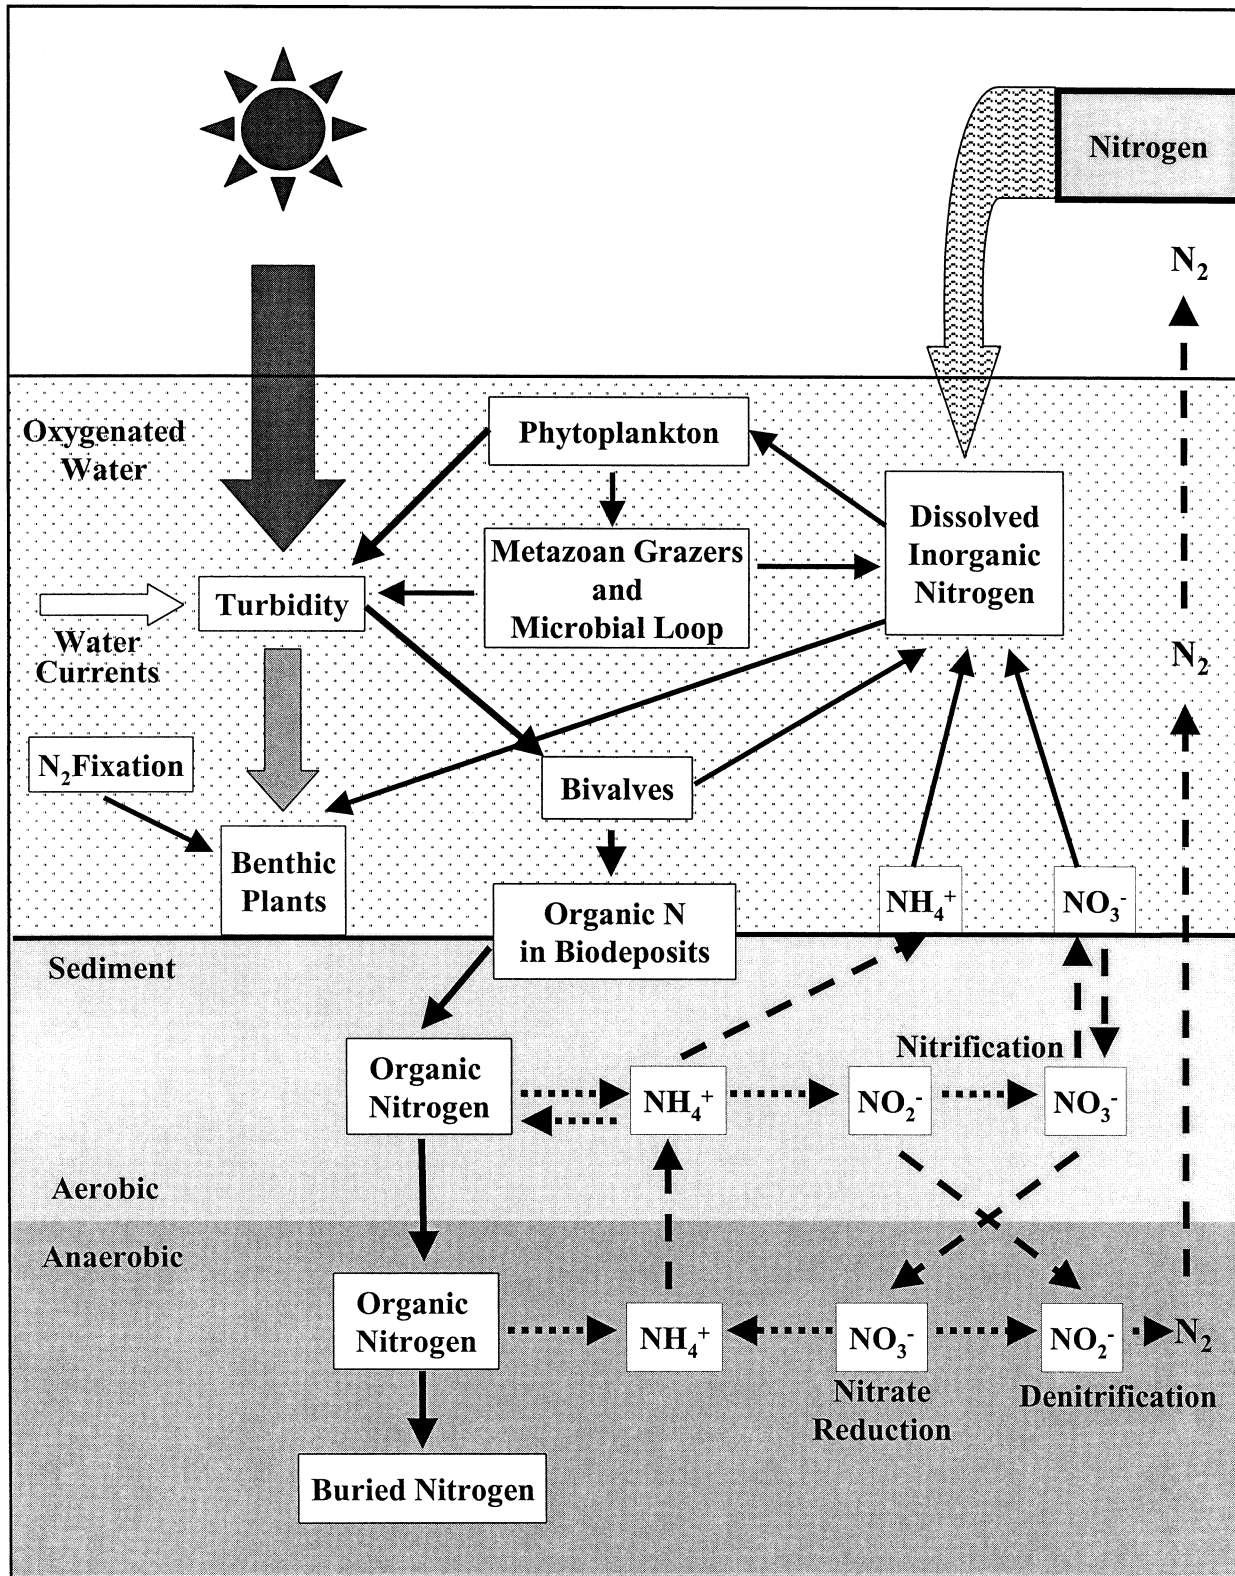 Nitrogen
N₂
Oxygenated
Water
Phytoplankton
Dissolved
Inorganic
Nitrogen
Metazoan Grazers
and
Microbial Loop
Turbidity
Water
Currents
N₂
N₂Fixation
Bivalves
Benthic
Plants
Organic N
in Biodeposits
NH₄⁺
NO₃⁻
Sediment
Nitrification
Organic
Nitrogen
NH₄⁺
NO₂⁻
NO₃⁻
Aerobic
Anaerobic
Organic
Nitrogen
NH₄⁺
NO₃⁻
NO₂⁻
N₂
Nitrate
Reduction
Denitrification
Buried Nitrogen